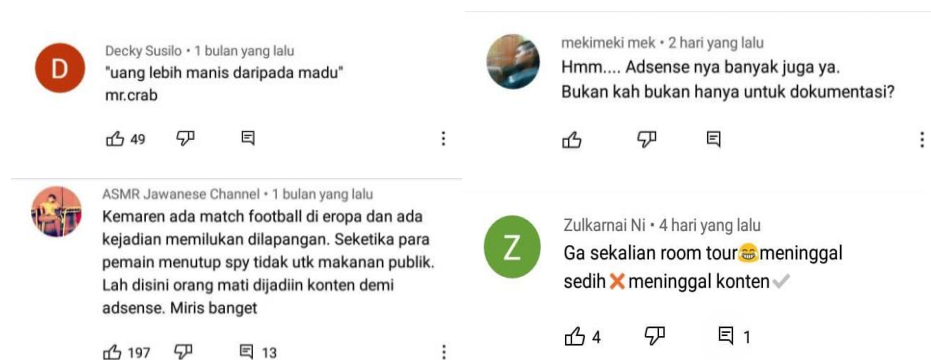 D
Decky Susilo • 1 bulan yang lalu
"uang lebih manis daripada madu"
mr.crab
49
ASMR Jawanese Channel • 1 bulan yang lalu
Kemaren ada match football di eropa dan ada
kejadian memilukan dilapangan. Seketika para
pemain menutup spy tidak utk makanan publik.
Lah disini orang mati dijadiin konten demi
adsense. Miris banget
197 13
mekimeki mek • 2 hari yang lalu
Hmm.... Adsense nya banyak juga ya.
Bukan kah bukan hanya untuk dokumentasi?
Z
Zulkarnai Ni • 4 hari yang lalu
Ga sekalian room tour😂meninggal
sedih❌meninggal konten✔
4 1